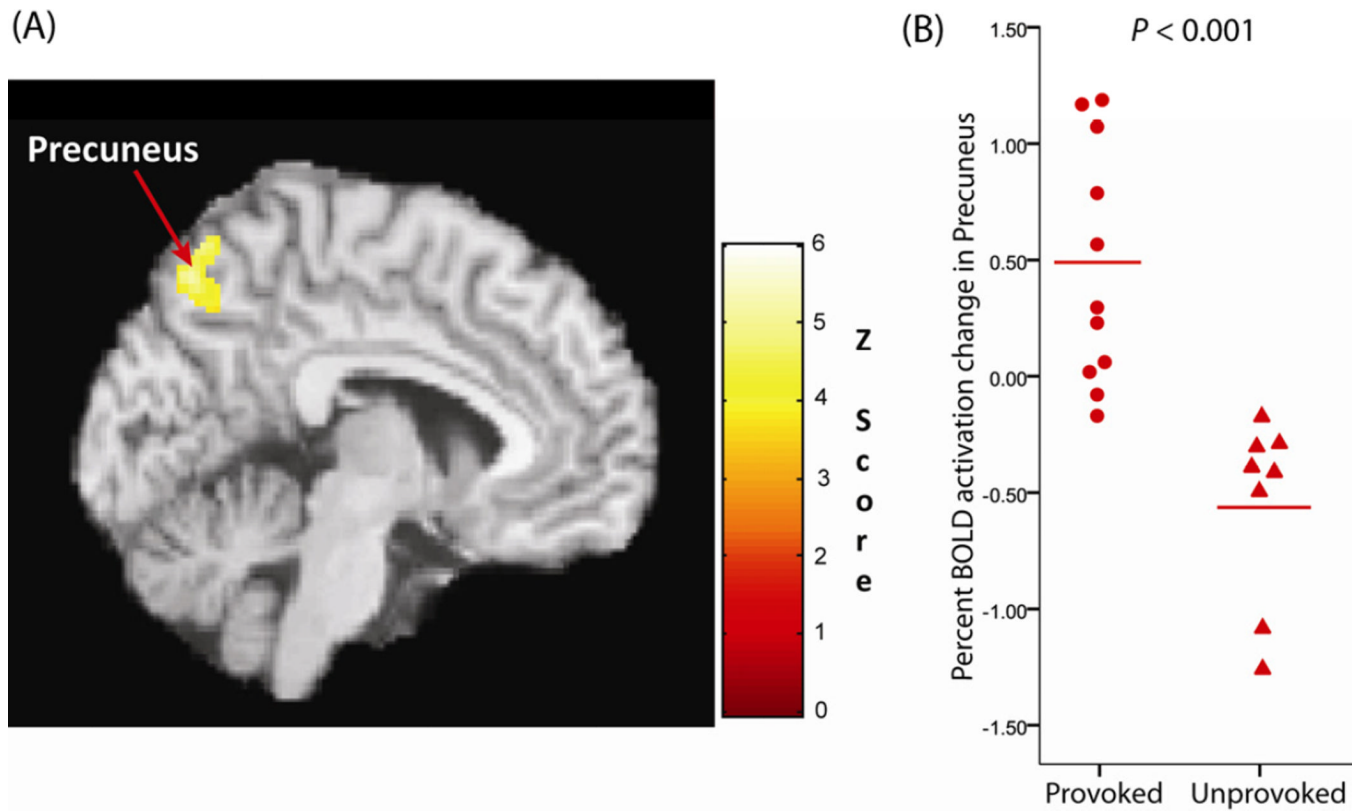 (A)
Precuneus
6
5
4
3
2
1
0
Z
S
c
o
r
e
(B)
P < 0.001
Percent BOLD activation change in Precuneus
1.50
1.00
0.50
0.00
-0.50
-1.00
-1.50
Provoked Unprovoked